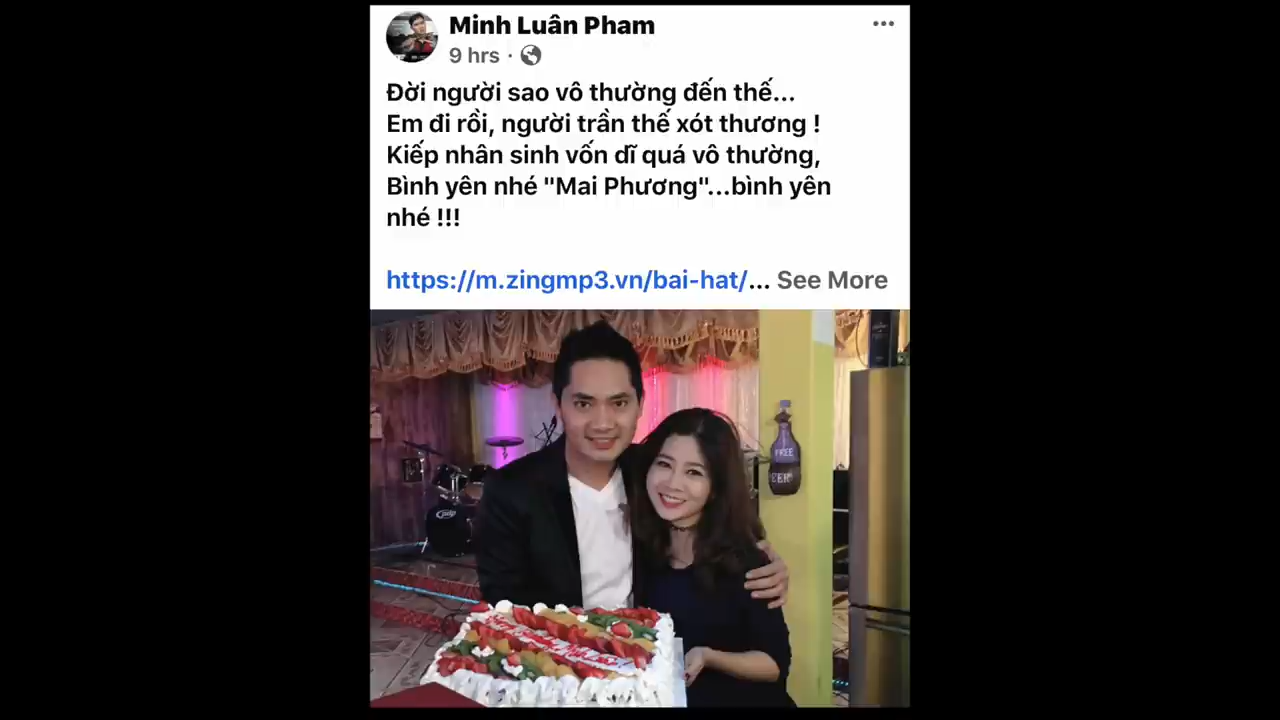 Minh Luân Pham
9 hrs ·
Đời người sao vô thường đến thế...
Em đi rồi, người trần thế xót thương !
Kiếp nhân sinh vốn dĩ quá vô thường,
Bình yên nhé "Mai Phương"...bình yên
nhé !!!
https://m.zingmp3.vn/bai-hat/... See More
FREE
BEER
pdp